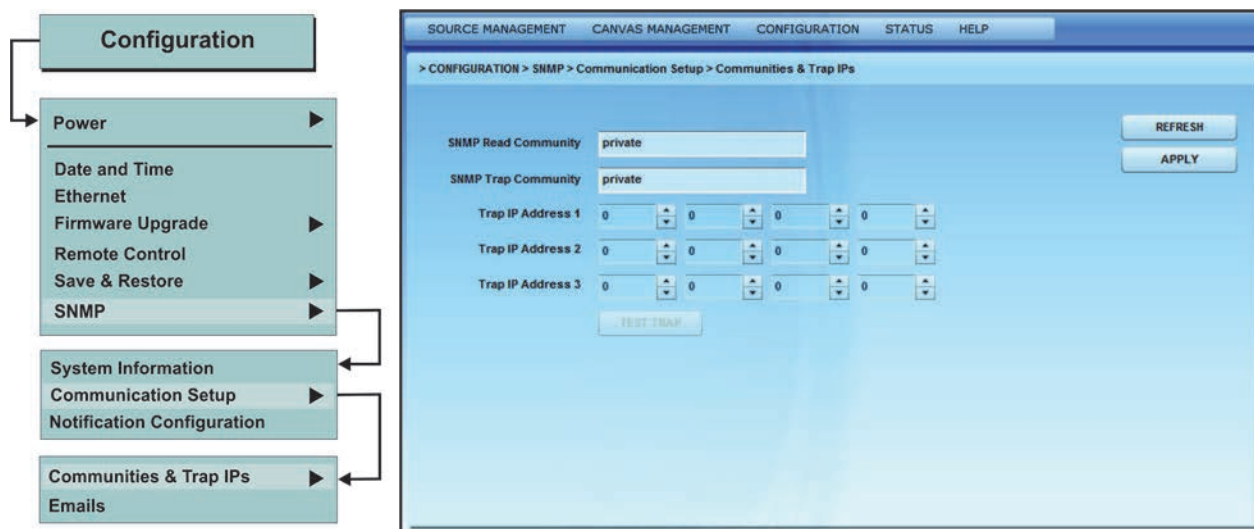 Configuration
Power
Date and Time
Ethernet
Firmware Upgrade
Remote Control
Save & Restore
SNMP
System Information
Communication Setup
Notification Configuration
Communities & Trap IPs
Emails
SOURCE MANAGEMENT CANVAS MANAGEMENT CONFIGURATION STATUS HELP
> CONFIGURATION > SNMP > Communication Setup > Communities & Trap IPs
SNMP Read Community private
SNMP Trap Community private
Trap IP Address 1 0 0 0 0
Trap IP Address 2 0 0 0 0
Trap IP Address 3 0 0 0 0
TEST TRAP
REFRESH
APPLY